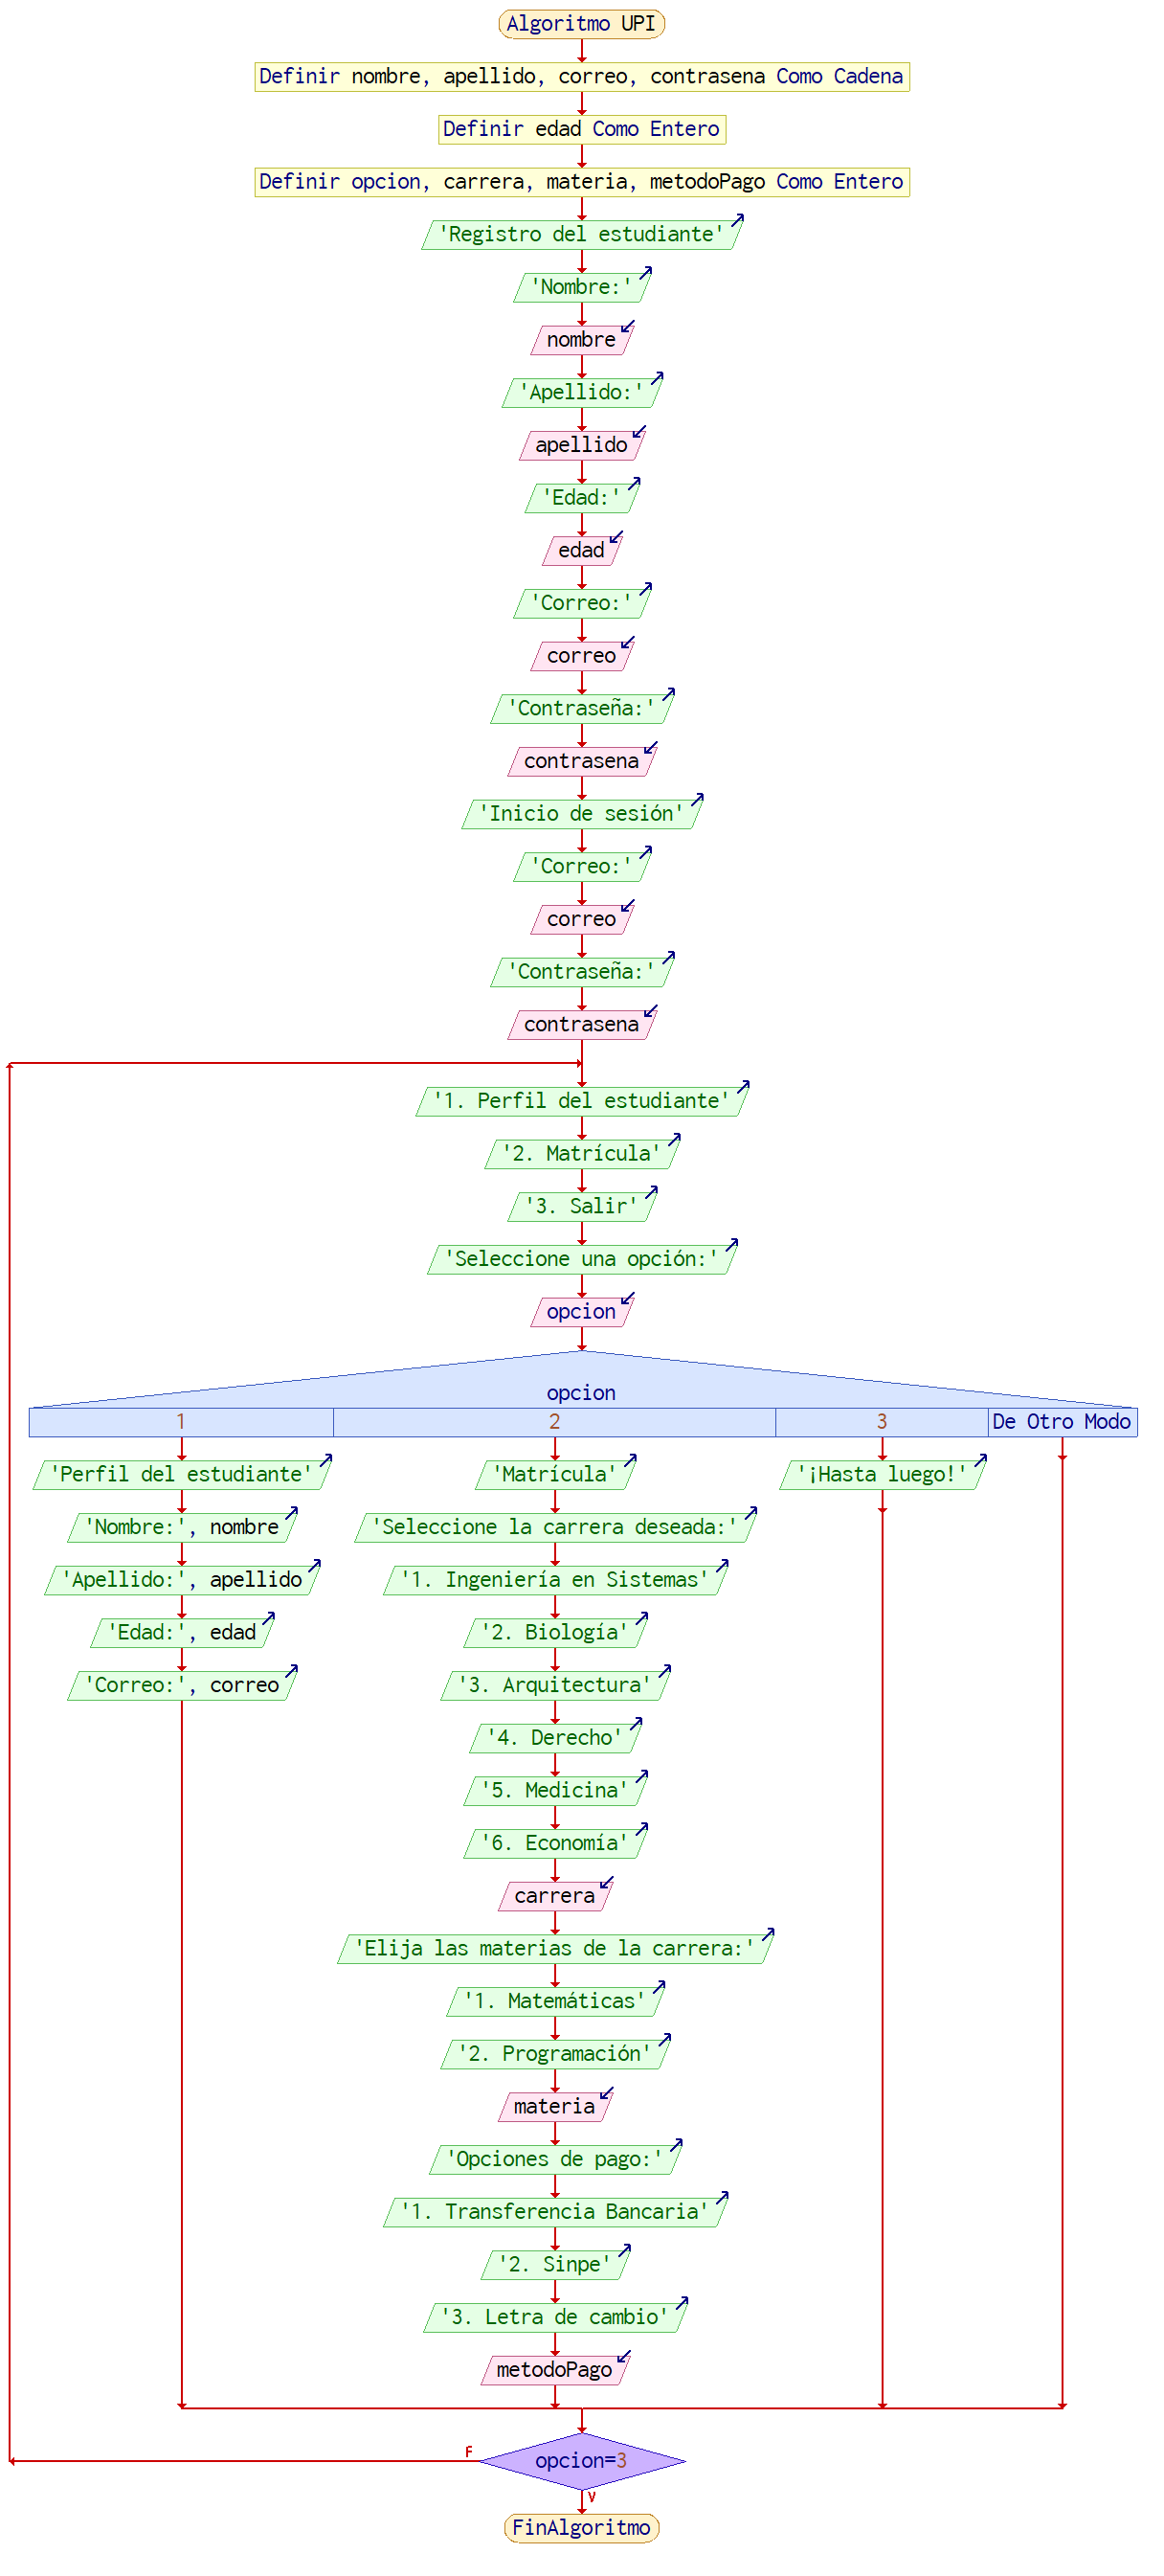 Algoritmo UPI
Definir nombre, apellido, correo, contrasena Como Cadena
Definir edad Como Entero
Definir opcion, carrera, materia, metodoPago Como Entero
'Registro del estudiante'
'Nombre:'
nombre
'Apellido:'
apellido
'Edad:'
edad
'Correo:'
correo
'Contraseña:'
contrasena
'Inicio de sesión'
'Correo:'
correo
'Contraseña:'
contrasena
'1. Perfil del estudiante'
'2. Matrícula'
'3. Salir'
'Seleccione una opción:'
opcion
opcion
1
2
3
De Otro Modo
'Perfil del estudiante'
'Nombre:', nombre
'Apellido:', apellido
'Edad:', edad
'Correo:', correo
'Matrícula'
'Seleccione la carrera deseada:'
'1. Ingeniería en Sistemas'
'2. Biología'
'3. Arquitectura'
'4. Derecho'
'5. Medicina'
'6. Economía'
carrera
'Elija las materias de la carrera:'
'1. Matemáticas'
'2. Programación'
materia
'Opciones de pago:'
'1. Transferencia Bancaria'
'2. Sinpe'
'3. Letra de cambio'
metodoPago
'¡Hasta luego!'
F
opcion=3
V
FinAlgoritmo